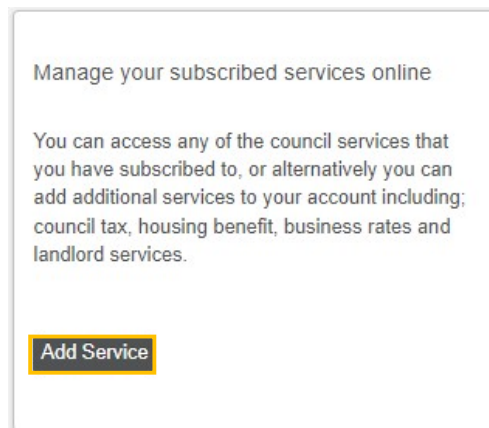 Manage your subscribed services online
You can access any of the council services that
you have subscribed to, or alternatively you can
add additional services to your account including;
council tax, housing benefit, business rates and
landlord services.
Add Service